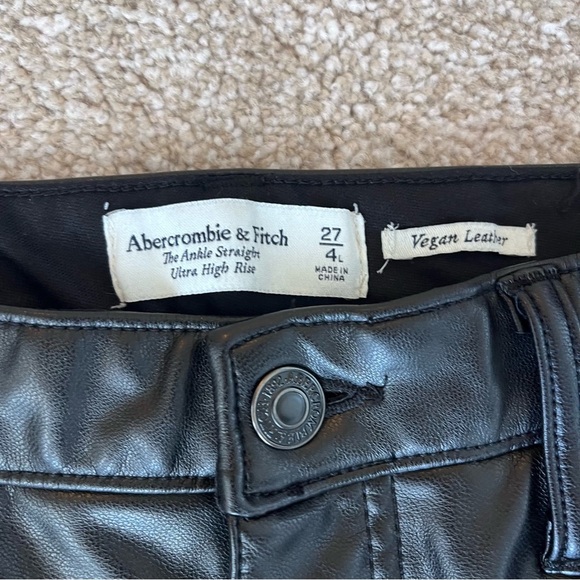 Abercrombie & Fitch
The Ankle Straight
Ultra High Rise
27
4L
MADE IN
CHINA
Vegan Leather